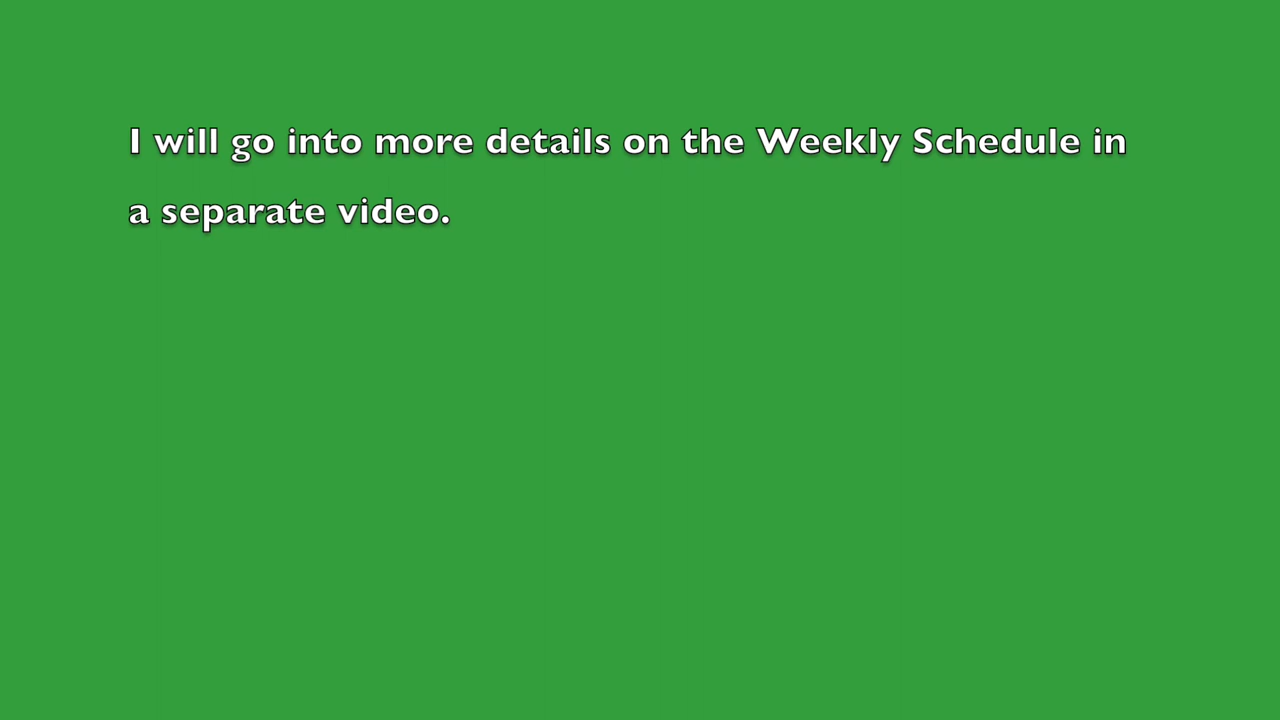 I will go into more details on the Weekly Schedule in
a separate video.